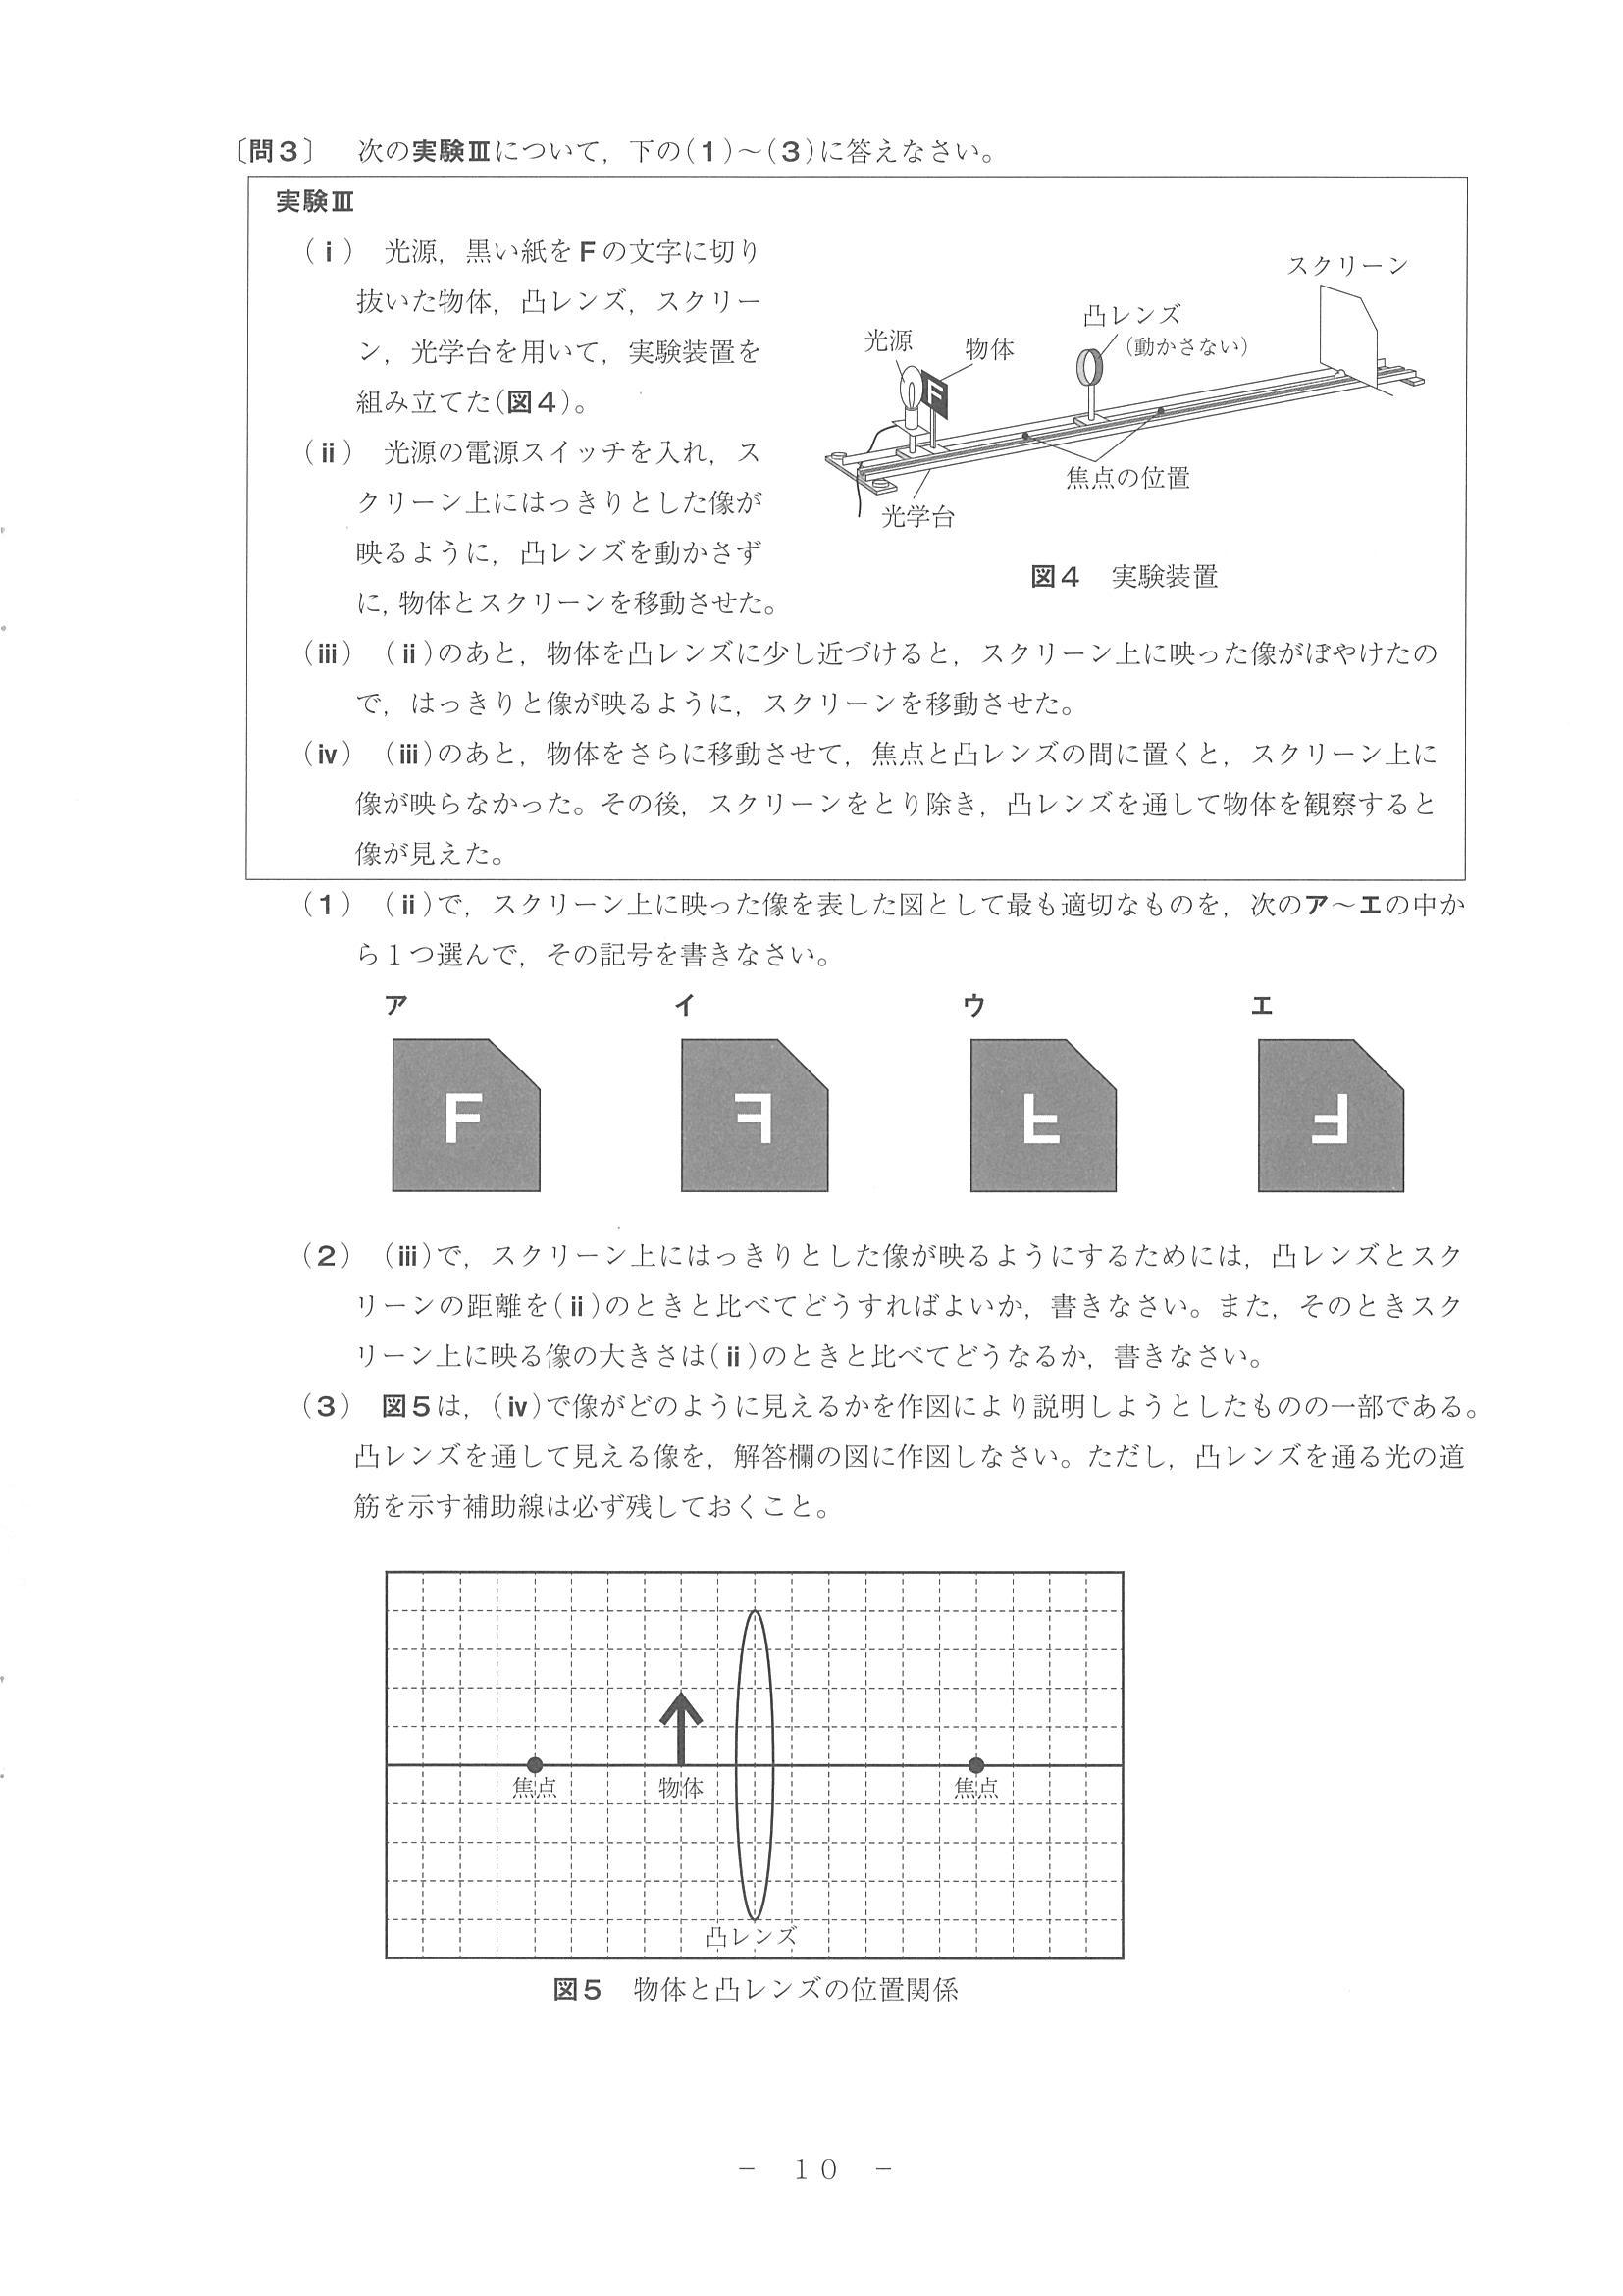 〔問３〕 次の実験Ⅲについて，下の(１)～(３)に答えなさい。
実験Ⅲ
(ⅰ) 光源，黒い紙をＦの文字に切り
抜いた物体，凸レンズ，スクリー
ン，光学台を用いて，実験装置を
組み立てた(図４)。
(ⅱ) 光源の電源スイッチを入れ，ス
クリーン上にはっきりとした像が
映るように，凸レンズを動かさず
に，物体とスクリーンを移動させた。
スクリーン
凸レンズ
(動かさない)
光源
物体
F
焦点の位置
光学台
図４ 実験装置
(ⅲ) (ⅱ)のあと，物体を凸レンズに少し近づけると，スクリーン上に映った像がぼやけたの
で，はっきりと像が映るように，スクリーンを移動させた。
(ⅳ) (ⅲ)のあと，物体をさらに移動させて，焦点と凸レンズの間に置くと，スクリーン上に
像が映らなかった。その後，スクリーンをとり除き，凸レンズを通して物体を観察すると
像が見えた。
(１) (ⅱ)で，スクリーン上に映った像を表した図として最も適切なものを，次のア～エの中か
ら１つ選んで，その記号を書きなさい。
ア イ ウ エ
F F F F
(２) (ⅲ)で，スクリーン上にはっきりとした像が映るようにするためには，凸レンズとスク
リーンの距離を(ⅱ)のときと比べてどうすればよいか，書きなさい。また，そのときスク
リーン上に映る像の大きさは(ⅱ)のときと比べてどうなるか，書きなさい。
(３) 図５は，(ⅳ)で像がどのように見えるかを作図により説明しようとしたものの一部である。
凸レンズを通して見える像を，解答欄の図に作図しなさい。ただし，凸レンズを通る光の道
筋を示す補助線は必ず残しておくこと。
焦点 物体 焦点
凸レンズ
図５ 物体と凸レンズの位置関係
－ 10 －